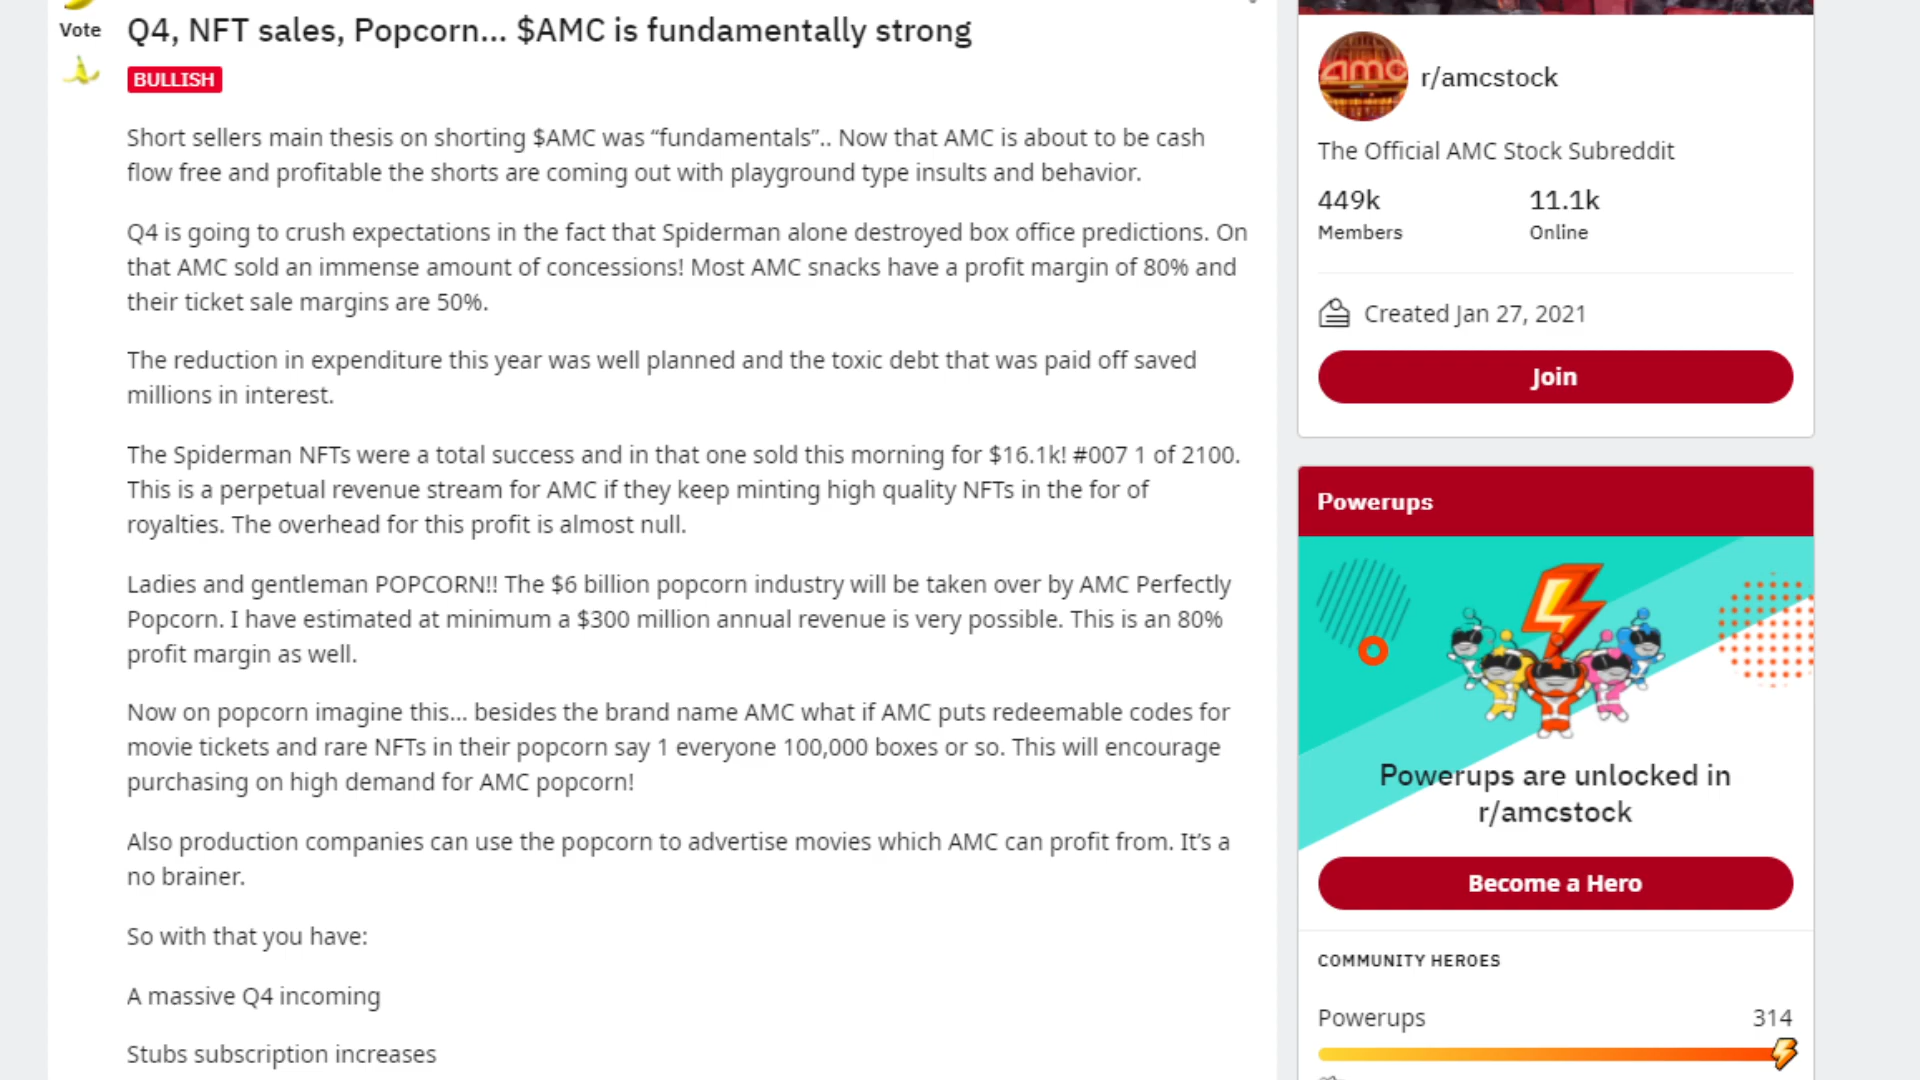 Vote
Q4, NFT sales, Popcorn... $AMC is fundamentally strong
BULLISH
Short sellers main thesis on shorting $AMC was “fundamentals”.. Now that AMC is about to be cash
flow free and profitable the shorts are coming out with playground type insults and behavior.
Q4 is going to crush expectations in the fact that Spiderman alone destroyed box office predictions. On
that AMC sold an immense amount of concessions! Most AMC snacks have a profit margin of 80% and
their ticket sale margins are 50%.
The reduction in expenditure this year was well planned and the toxic debt that was paid off saved
millions in interest.
The Spiderman NFTs were a total success and in that one sold this morning for $16.1k! #007 1 of 2100.
This is a perpetual revenue stream for AMC if they keep minting high quality NFTs in the for of
royalties. The overhead for this profit is almost null.
Ladies and gentleman POPCORN!! The $6 billion popcorn industry will be taken over by AMC Perfectly
Popcorn. I have estimated at minimum a $300 million annual revenue is very possible. This is an 80%
profit margin as well.
Now on popcorn imagine this... besides the brand name AMC what if AMC puts redeemable codes for
movie tickets and rare NFTs in their popcorn say 1 everyone 100,000 boxes or so. This will encourage
purchasing on high demand for AMC popcorn!
Also production companies can use the popcorn to advertise movies which AMC can profit from. It’s a
no brainer.
So with that you have:
A massive Q4 incoming
Stubs subscription increases
amc
r/amcstock
The Official AMC Stock Subreddit
449k 11.1k
Members Online
Created Jan 27, 2021
Join
Powerups
Powerups are unlocked in
r/amcstock
Become a Hero
COMMUNITY HEROES
Powerups 314